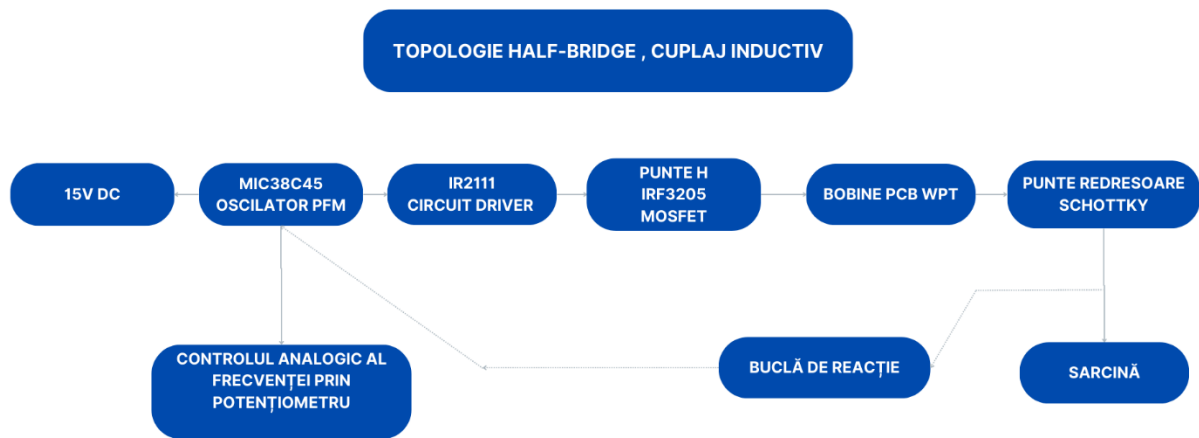 TOPOLOGIE HALF-BRIDGE , CUPLAJ INDUCTIV
15V DC
MIC38C45
OSCILATOR PFM
IR2111
CIRCUIT DRIVER
PUNTE H
IRF3205
MOSFET
BOBINE PCB WPT
PUNTE REDRESOARE
SCHOTTKY
CONTROLUL ANALOGIC AL
FRECVENȚEI PRIN
POTENȚIOMETRU
BUCLĂ DE REACȚIE
SARCINĂ